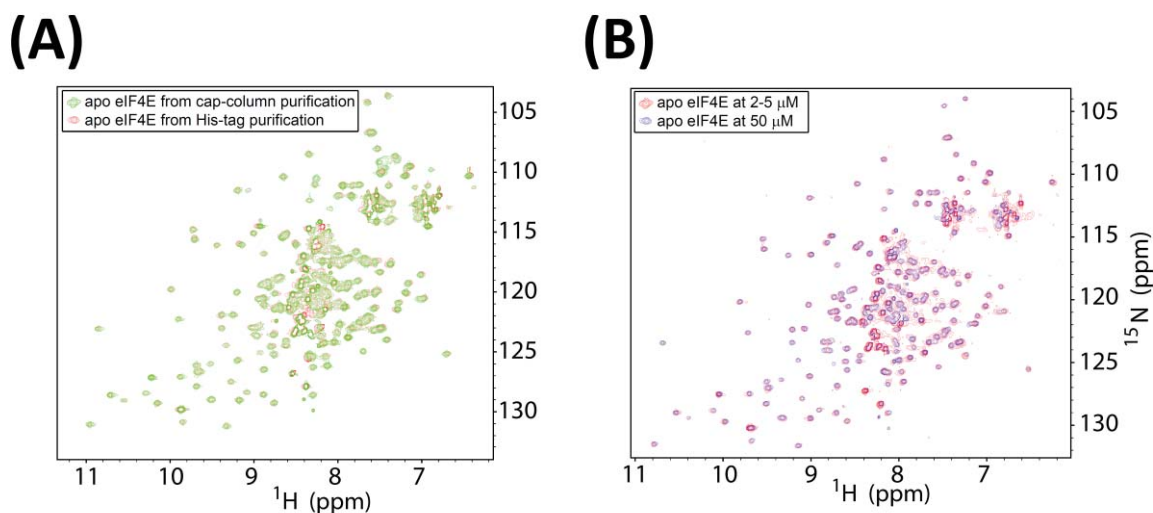 (A)
(B)
apo eIF4E from cap-column purification
apo eIF4E from His-tag purification
105
110
115
120
125
130
11
10
9
8
7
¹H (ppm)
apo eIF4E at 2-5 μM
apo eIF4E at 50 μM
105
110
115
120
125
130
¹⁵N (ppm)
11
10
9
8
7
¹H (ppm)